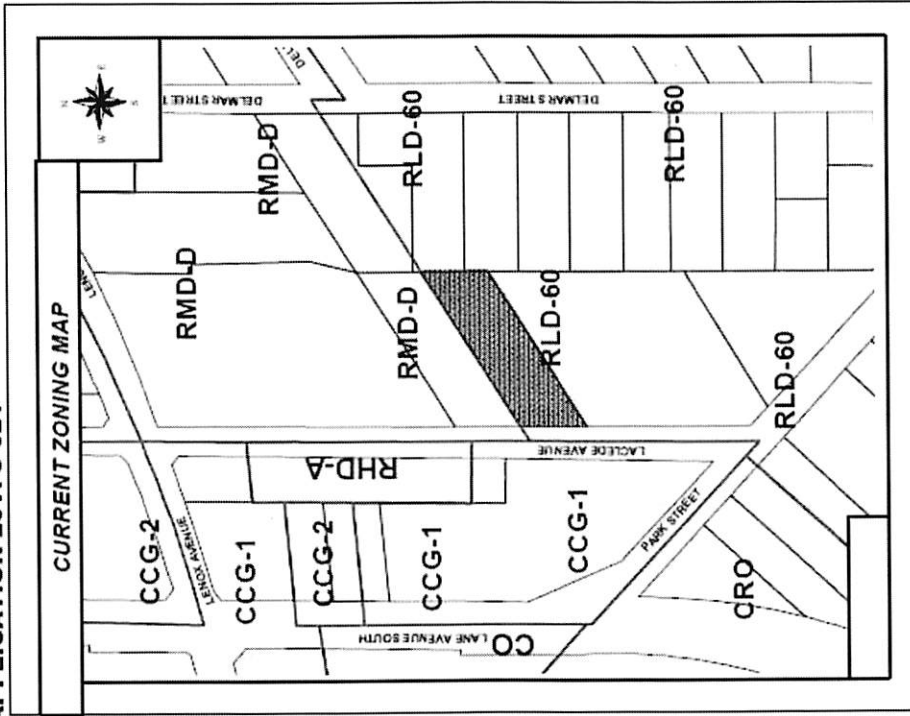 CURRENT ZONING MAP
N
E
S
W
LENOX AVENUE
CCG-2
CCG-1
CCG-2
CCG-1
CCG-1
RHD-A
LANE AVENUE SOUTH
CO
CRO
PARK STREET
LACLEDE AVENUE
RMD-D
RMD-D
RMD-D
DELMAR STREET
RLD-60
RLD-60
RLD-60
RLD-60
DELMAR STREET
LENO
DEL